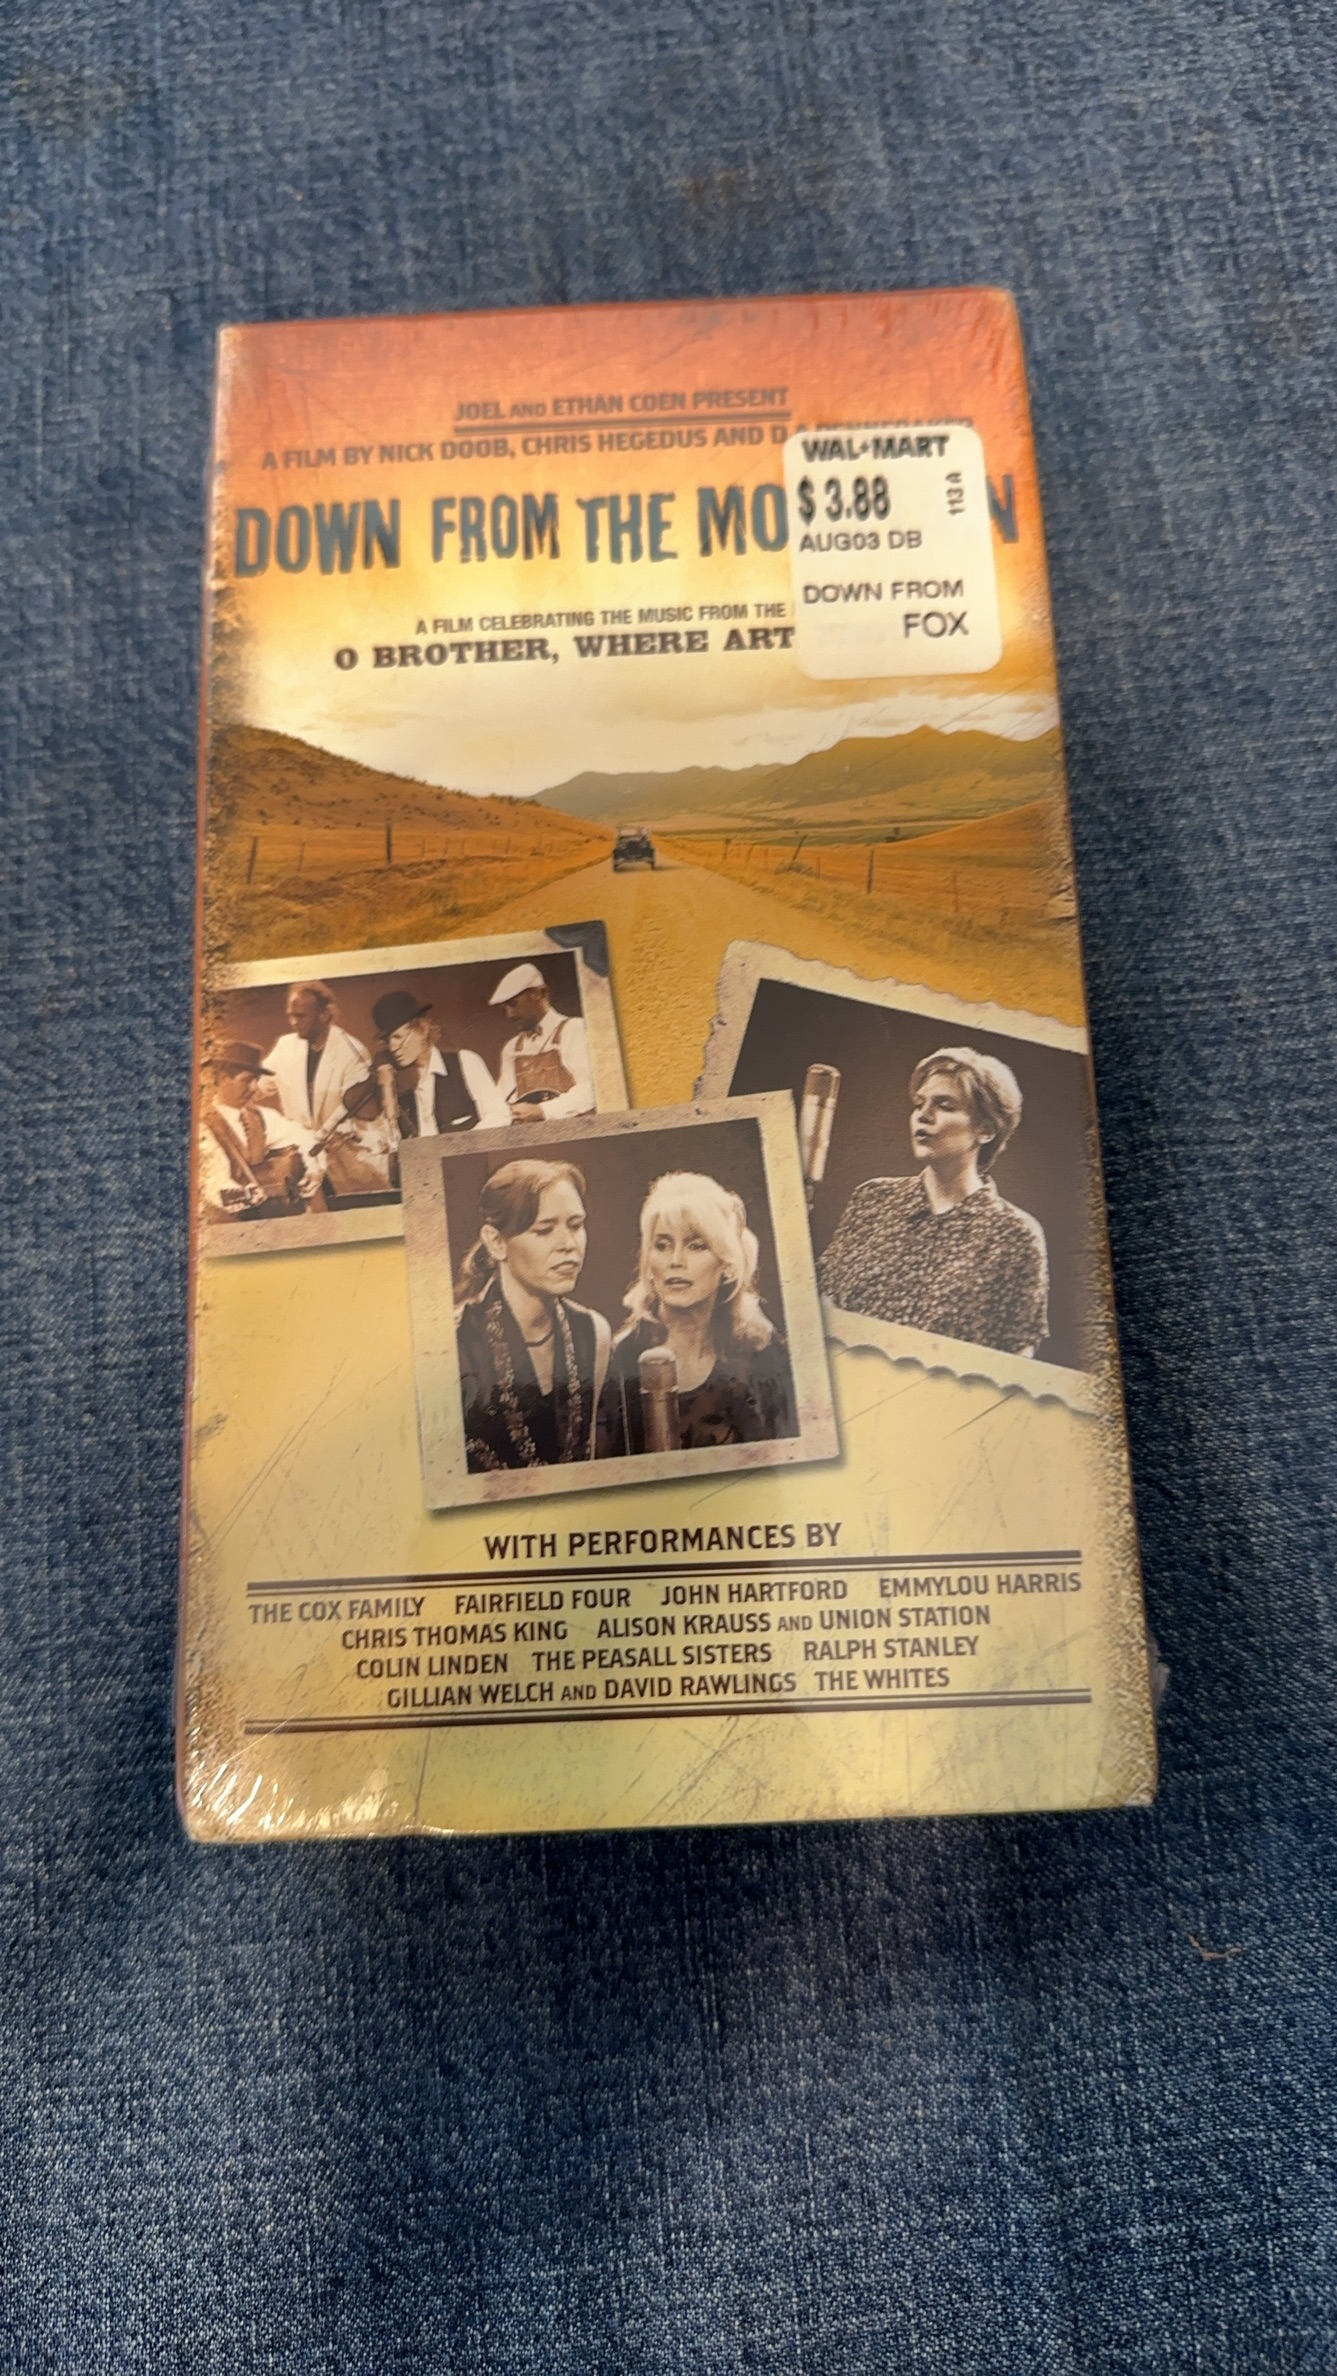 JOEL AND ETHAN COEN PRESENT
A FILM BY NICK DOOB, CHRIS HEGEDUS AND D
DOWN FROM THE MO N
A FILM CELEBRATING THE MUSIC FROM THE
O BROTHER, WHERE ART
WAL★MART
$3.88
113A
AUG03 DB
DOWN FROM
FOX
WITH PERFORMANCES BY
THE COX FAMILY FAIRFIELD FOUR JOHN HARTFORD EMMYLOU HARRIS
CHRIS THOMAS KING ALISON KRAUSS AND UNION STATION
COLIN LINDEN THE PEASALL SISTERS RALPH STANLEY
GILLIAN WELCH AND DAVID RAWLINGS THE WHITES